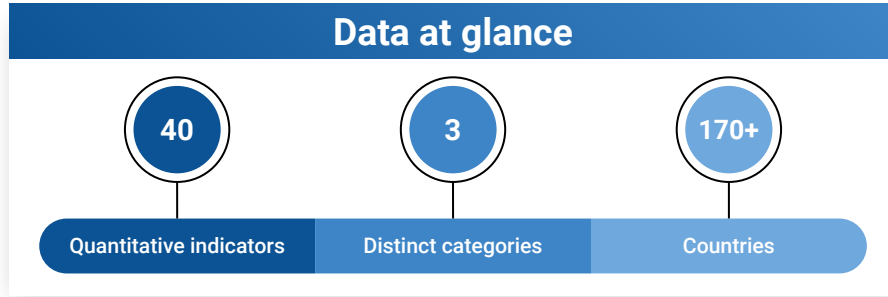 Data at glance
40
3
170+
Quantitative indicators
Distinct categories
Countries